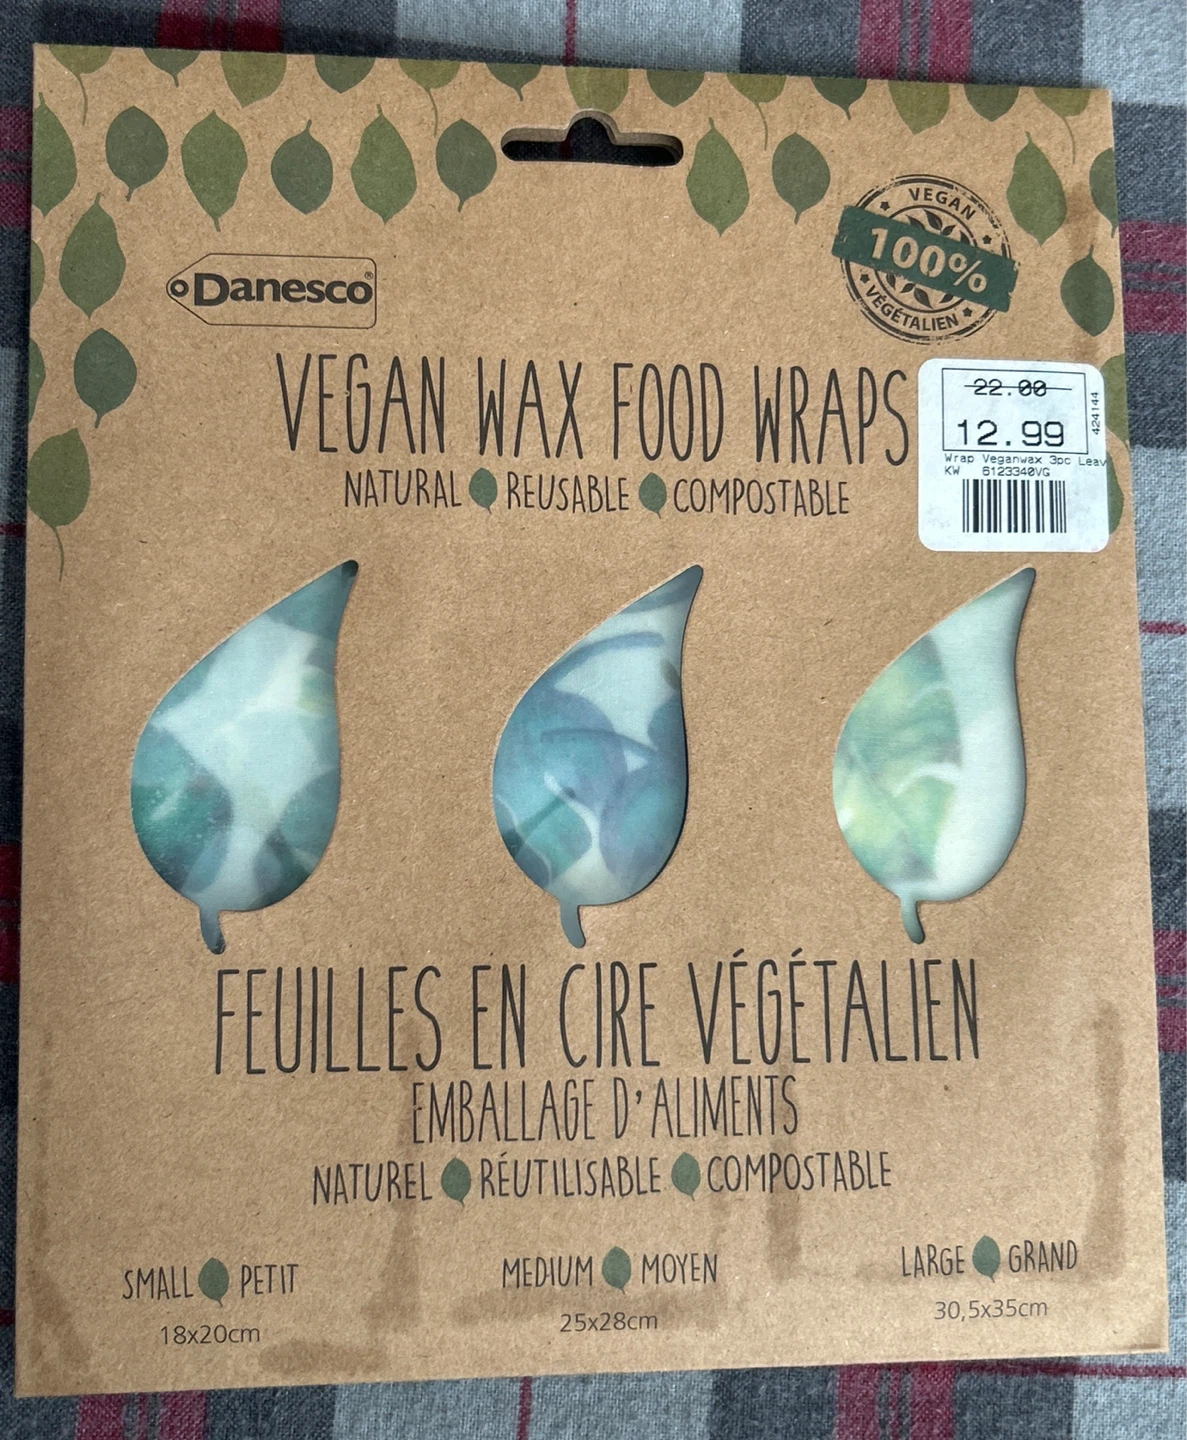 VEGAN
100%
VÉGÉTALIEN
Danesco®
VEGAN WAX FOOD WRAPS
NATURAL REUSABLE COMPOSTABLE
22.00
12.99
424144
Wrap Veganwax 3pc Leav
KW 6123340VG
FEUILLES EN CIRE VÉGÉTALIEN
EMBALLAGE D'ALIMENTS
NATUREL RÉUTILISABLE COMPOSTABLE
SMALL PETIT
18x20cm
MEDIUM MOYEN
25x28cm
LARGE GRAND
30,5x35cm